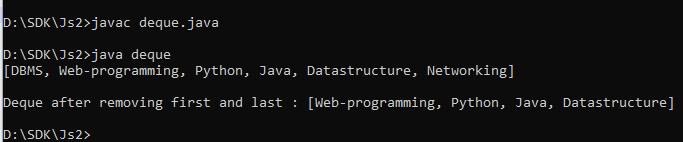 D:\SDK\Js2>javac deque.java
D:\SDK\Js2>java deque
[DBMS, Web-programming, Python, Java, Datastructure, Networking]
Deque after removing first and last : [Web-programming, Python, Java, Datastructure]
D:\SDK\Js2>